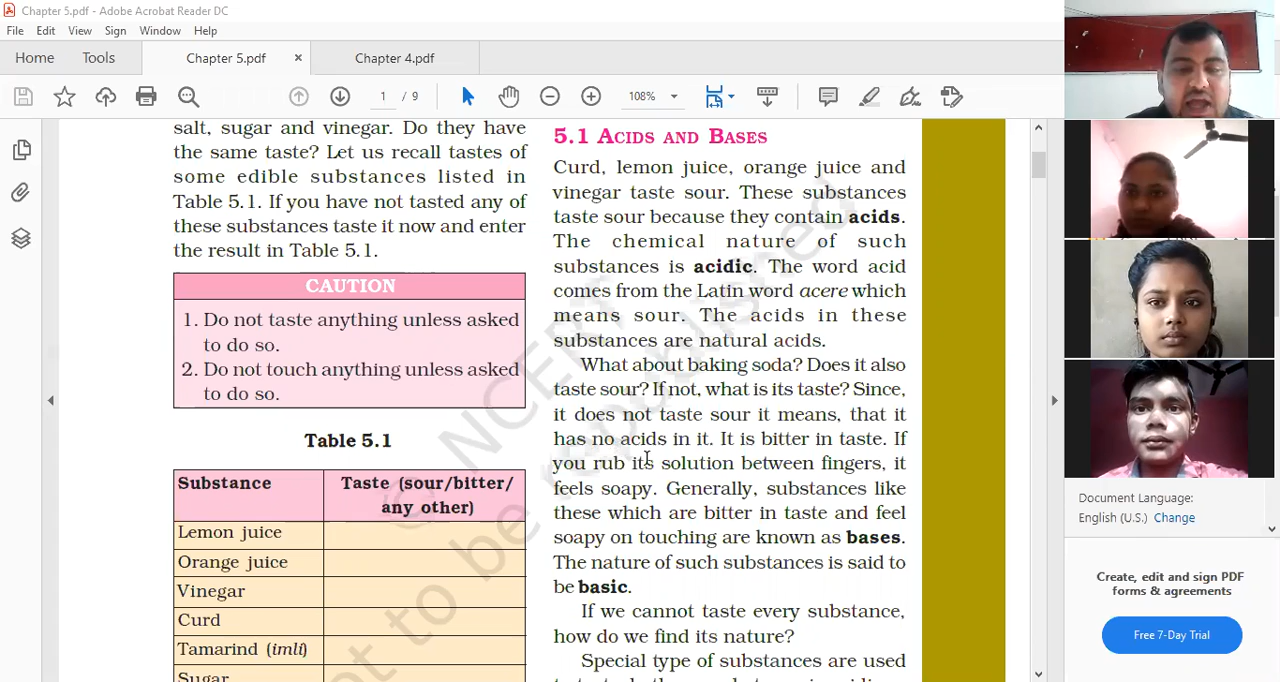 Chapter 5.pdf - Adobe Acrobat Reader DC
File Edit View Sign Window Help
Home Tools Chapter 5.pdf × Chapter 4.pdf
1 / 9 108%
salt, sugar and vinegar. Do they have
the same taste? Let us recall tastes of
some edible substances listed in
Table 5.1. If you have not tasted any of
these substances taste it now and enter
the result in Table 5.1.
CAUTION
1. Do not taste anything unless asked
to do so.
2. Do not touch anything unless asked
to do so.
Table 5.1
Substance Taste (sour/bitter/
any other)
Lemon juice
Orange juice
Vinegar
Curd
Tamarind (imli)
Sugar
5.1 ACIDS AND BASES
Curd, lemon juice, orange juice and
vinegar taste sour. These substances
taste sour because they contain acids.
The chemical nature of such
substances is acidic. The word acid
comes from the Latin word acere which
means sour. The acids in these
substances are natural acids.
What about baking soda? Does it also
taste sour? If not, what is its taste? Since,
it does not taste sour it means, that it
has no acids in it. It is bitter in taste. If
you rub its solution between fingers, it
feels soapy. Generally, substances like
these which are bitter in taste and feel
soapy on touching are known as bases.
The nature of such substances is said to
be basic.
If we cannot taste every substance,
how do we find its nature?
Special type of substances are used
© NCERT
not to be republished
Document Language:
English (U.S.) Change
Create, edit and sign PDF
forms & agreements
Free 7-Day Trial